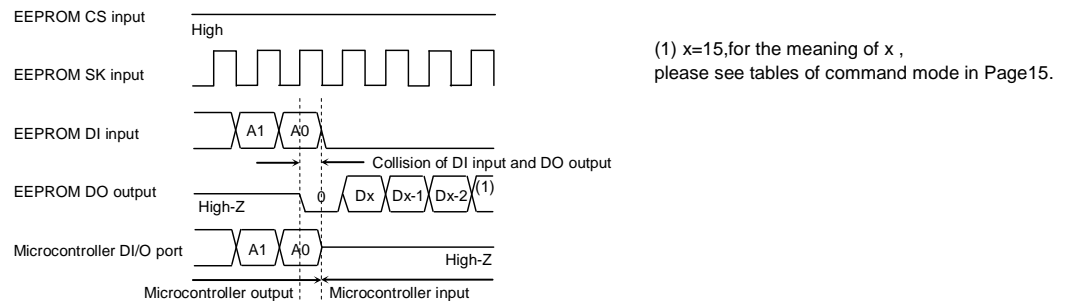 EEPROM CS input
High
(1) x=15,for the meaning of x ,
please see tables of command mode in Page15.
EEPROM SK input
EEPROM DI input
A1 A0
Collision of DI input and DO output
EEPROM DO output
High-Z
0 Dx Dx-1 Dx-2 (1)
Microcontroller DI/O port
A1 A0
High-Z
Microcontroller output Microcontroller input